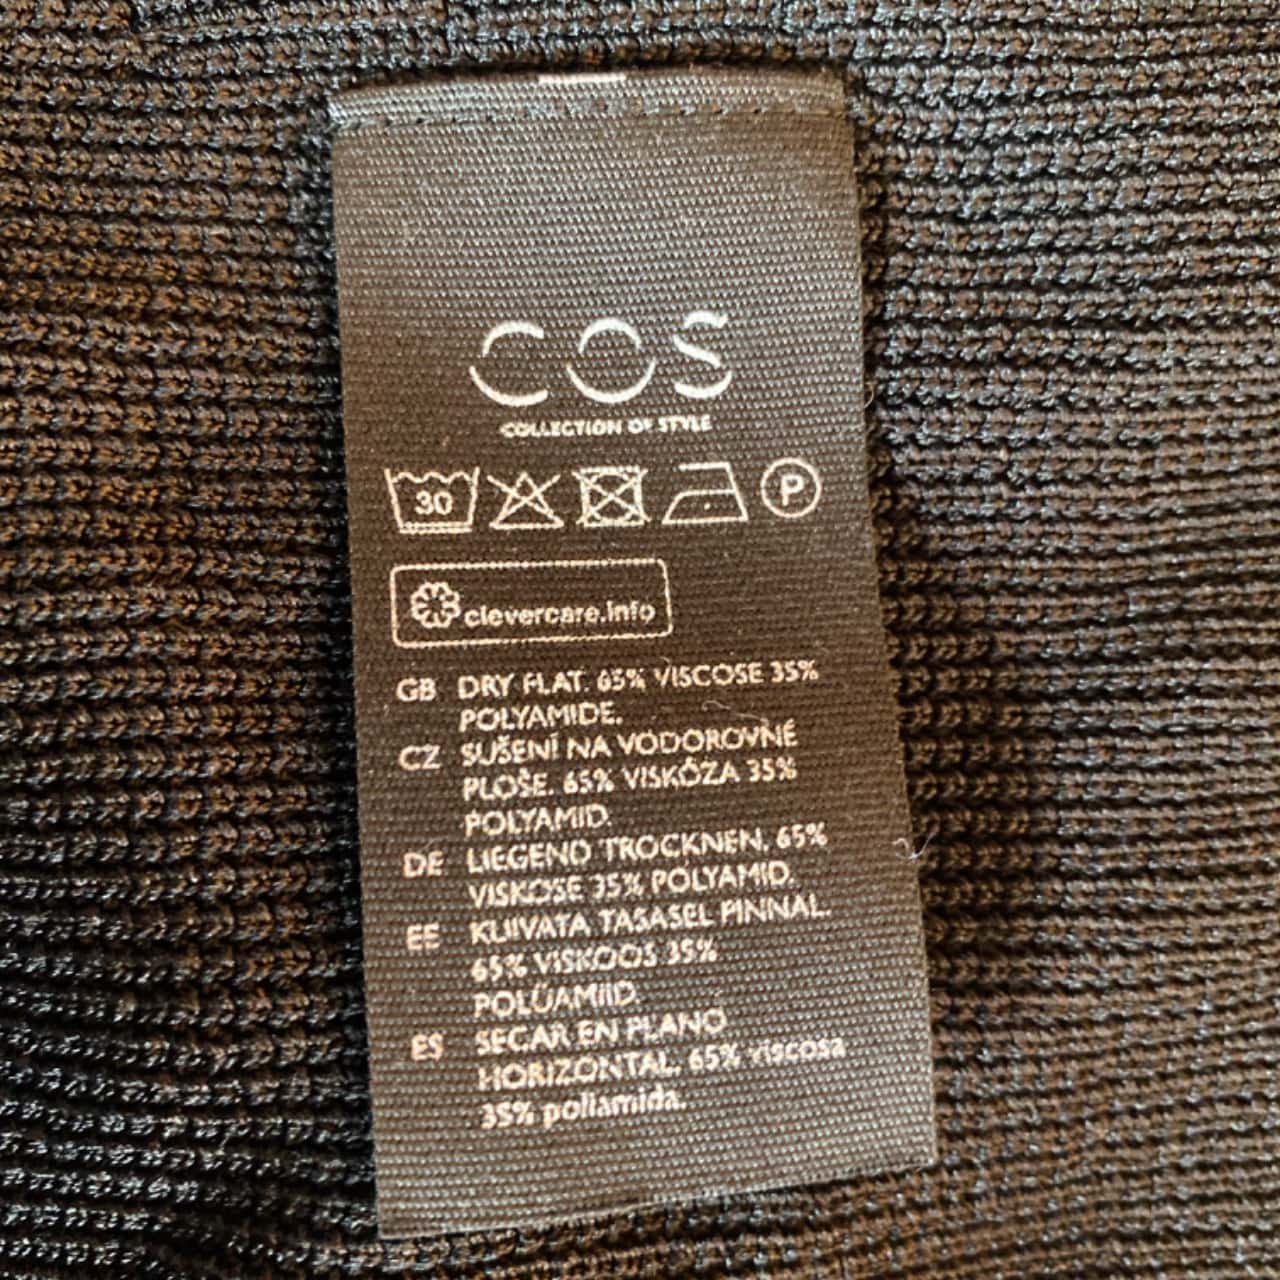 COS
COLLECTION OF STYLE
30
P
clevercare.info
GB DRY FLAT. 65% VISCOSE 35%
POLYAMIDE.
CZ SUŠENÍ NA VODOROVNÉ
PLOŠE. 65% VISKÓZA 35%
POLYAMID.
DE LIEGEND TROCKNEN. 65%
VISKOSE 35% POLYAMID.
EE KUIVATA TASASEL PINNAL.
65% VISKOOS 35%
POLÜAMIID.
ES SECAR EN PLANO
HORIZONTAL. 65% viscosa
35% poliamida.